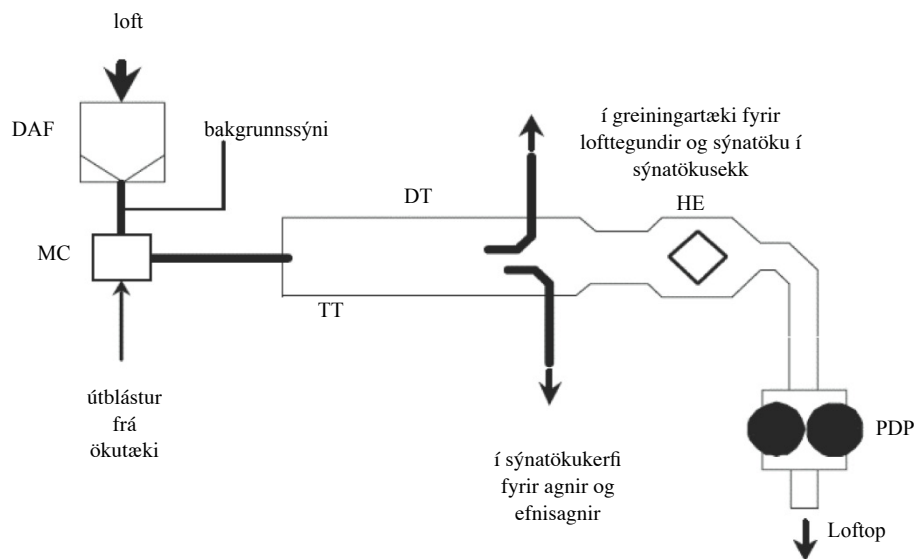 loft
DAF
bakgrunnssýni
í greiningartæki fyrir
lofttegundir og sýnatöku í
sýnatökusekk
DT
HE
MC
TT
útblástur
frá
ökutæki
í sýnatökukerfi
fyrir agnir og
efnisagnir
PDP
Loftop